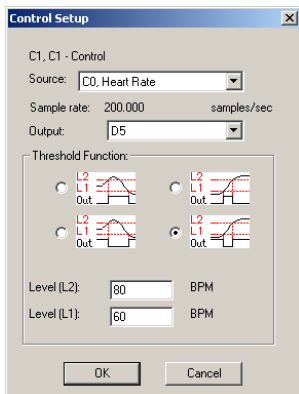 Control Setup
C1, C1 - Control
Source: C0, Heart Rate
Sample rate: 200.000 samples/sec
Output: D5
Threshold Function:
L2 L2
L1 L1
Out Out
L2 L2
L1 L1
Out Out
Level (L2): 80 BPM
Level (L1): 60 BPM
OK Cancel